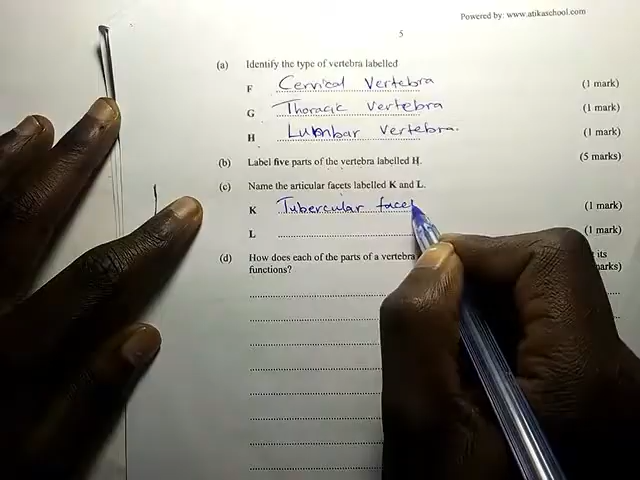 Powered by: www.atikaschool.com
5
(a) Identify the type of vertebra labelled
F Cervical Vertebra (1 mark)
G Thoracic Vertebra (1 mark)
H Lumbar Vertebra. (1 mark)
(b) Label five parts of the vertebra labelled H. (5 marks)
(c) Name the articular facets labelled K and L.
K Tubercular facet (1 mark)
L (1 mark)
(d) How does each of the parts of a vertebra its
functions? marks)